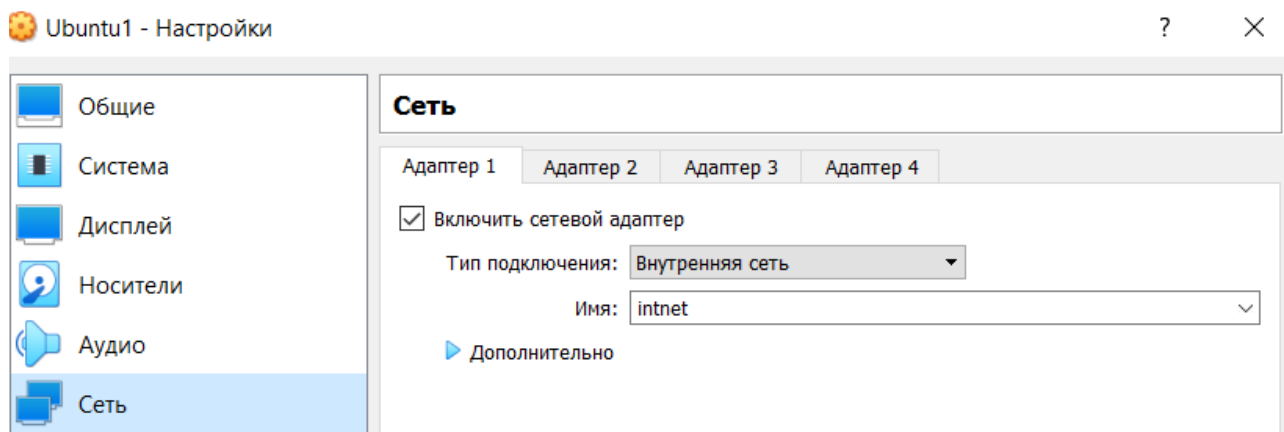 Ubuntu1 - Настройки ?
Общие
Система
Дисплей
Носители
Аудио
Сеть
Сеть
Адаптер 1 Адаптер 2 Адаптер 3 Адаптер 4
Включить сетевой адаптер
Тип подключения: Внутренняя сеть
Имя: intnet
Дополнительно